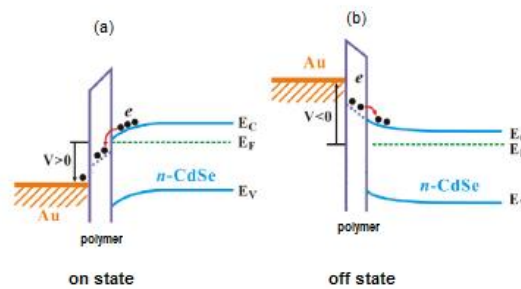 (a)
e
E_C
E_F
V>0
n-CdSe
E_V
Au
polymer
on state
(b)
Au
e
V<0
E
E
n-CdSe
E
polymer
off state